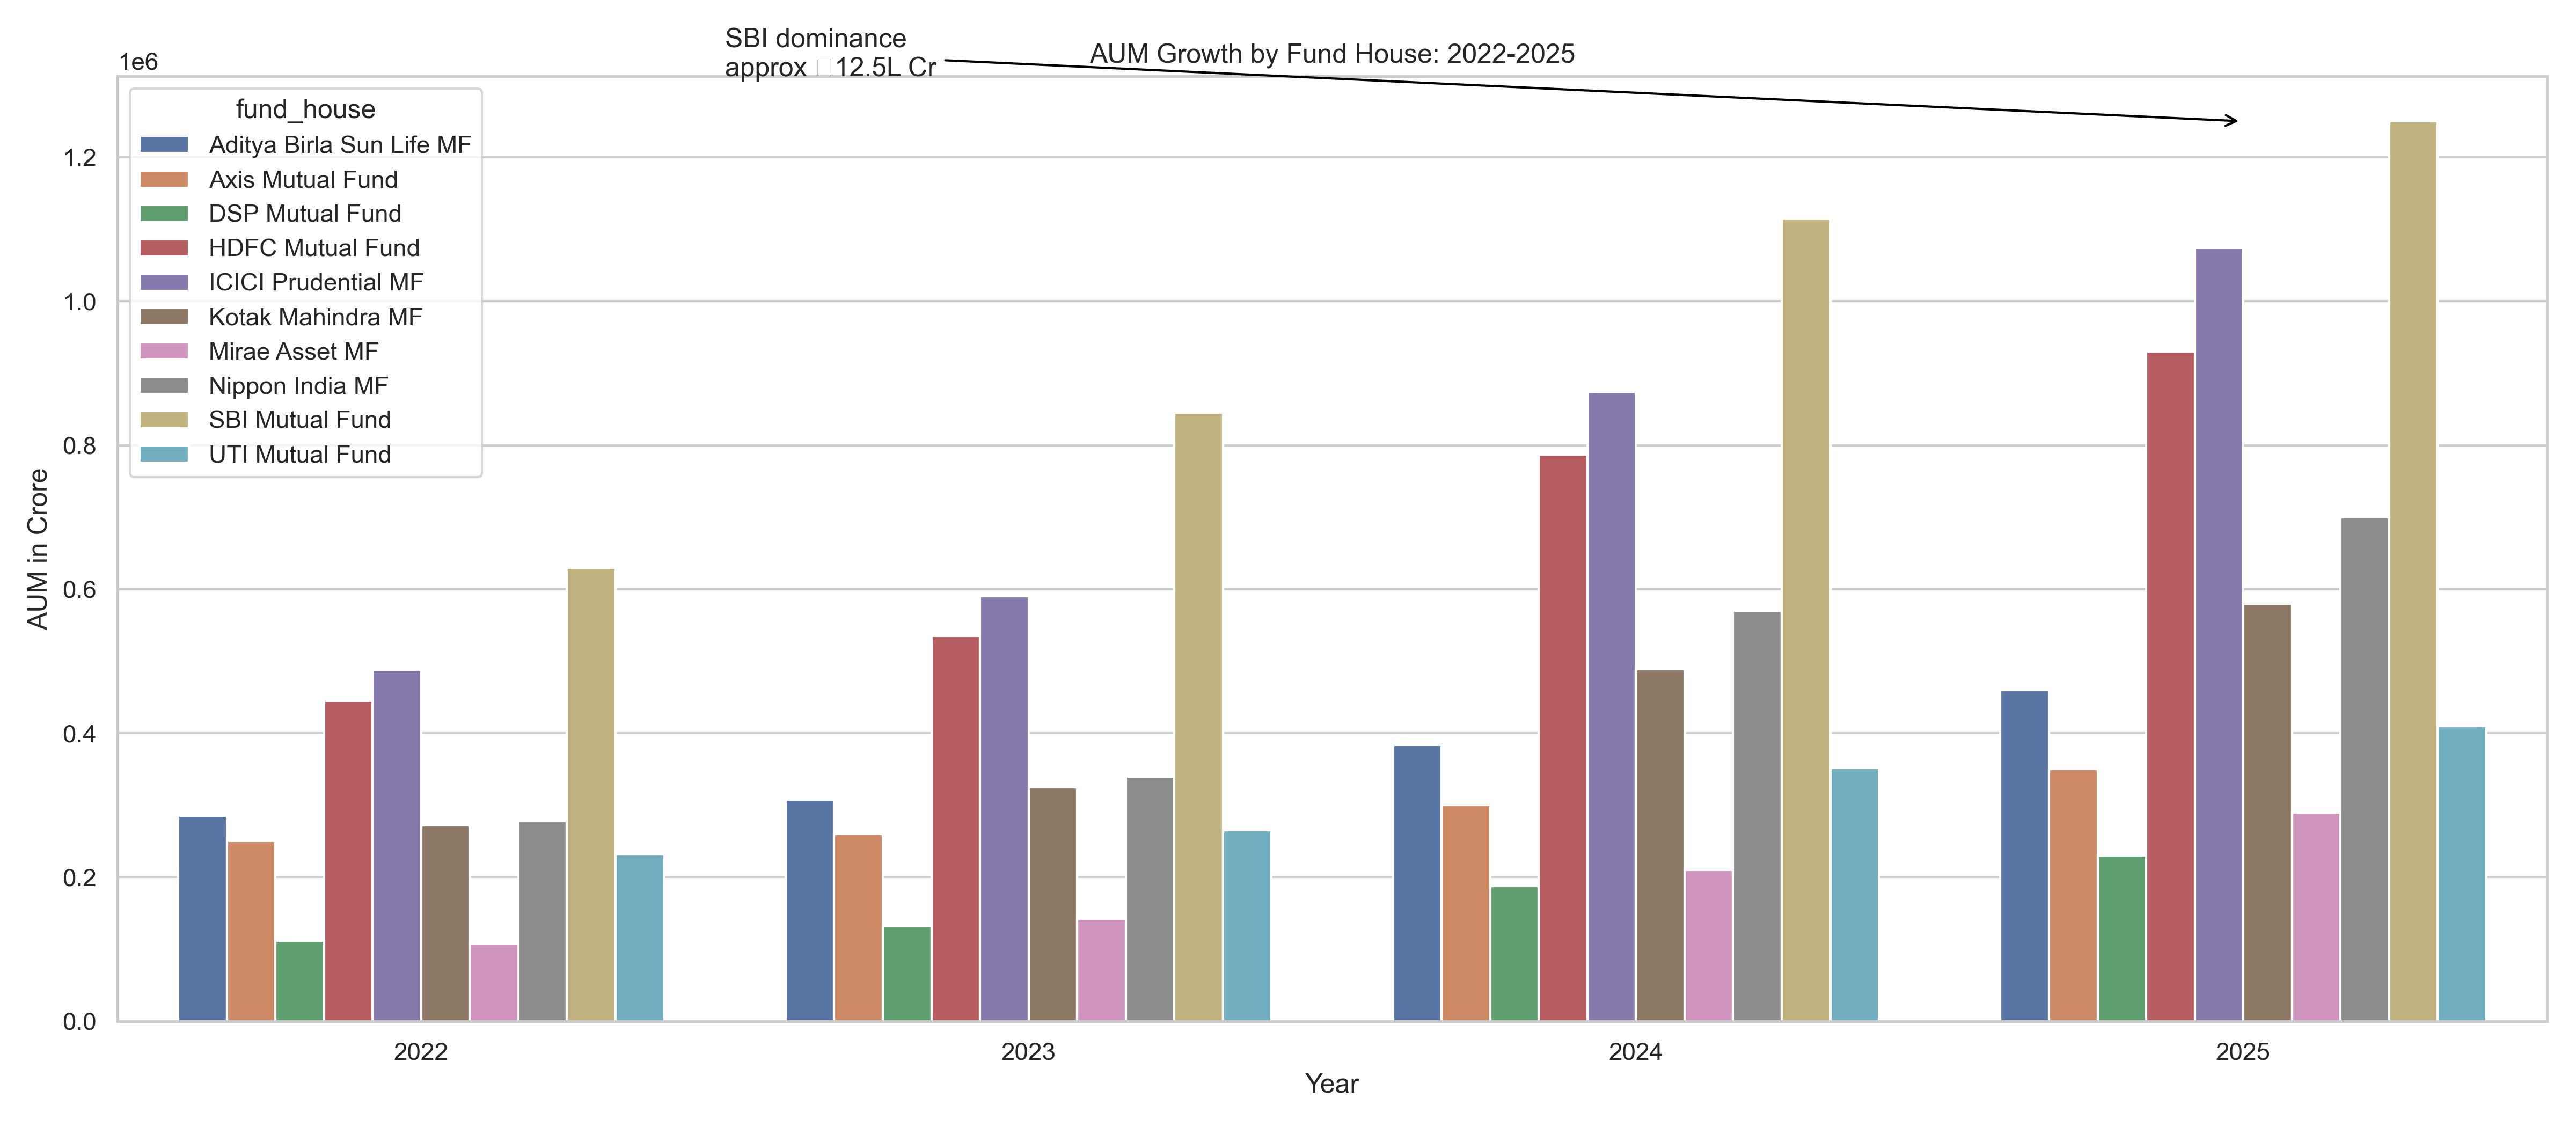 SBI dominance
approx □12.5L Cr
AUM Growth by Fund House: 2022-2025
1e6
fund_house
Aditya Birla Sun Life MF
Axis Mutual Fund
DSP Mutual Fund
HDFC Mutual Fund
ICICI Prudential MF
Kotak Mahindra MF
Mirae Asset MF
Nippon India MF
SBI Mutual Fund
UTI Mutual Fund
AUM in Crore
1.2
1.0
0.8
0.6
0.4
0.2
0.0
2022
2023
2024
2025
Year